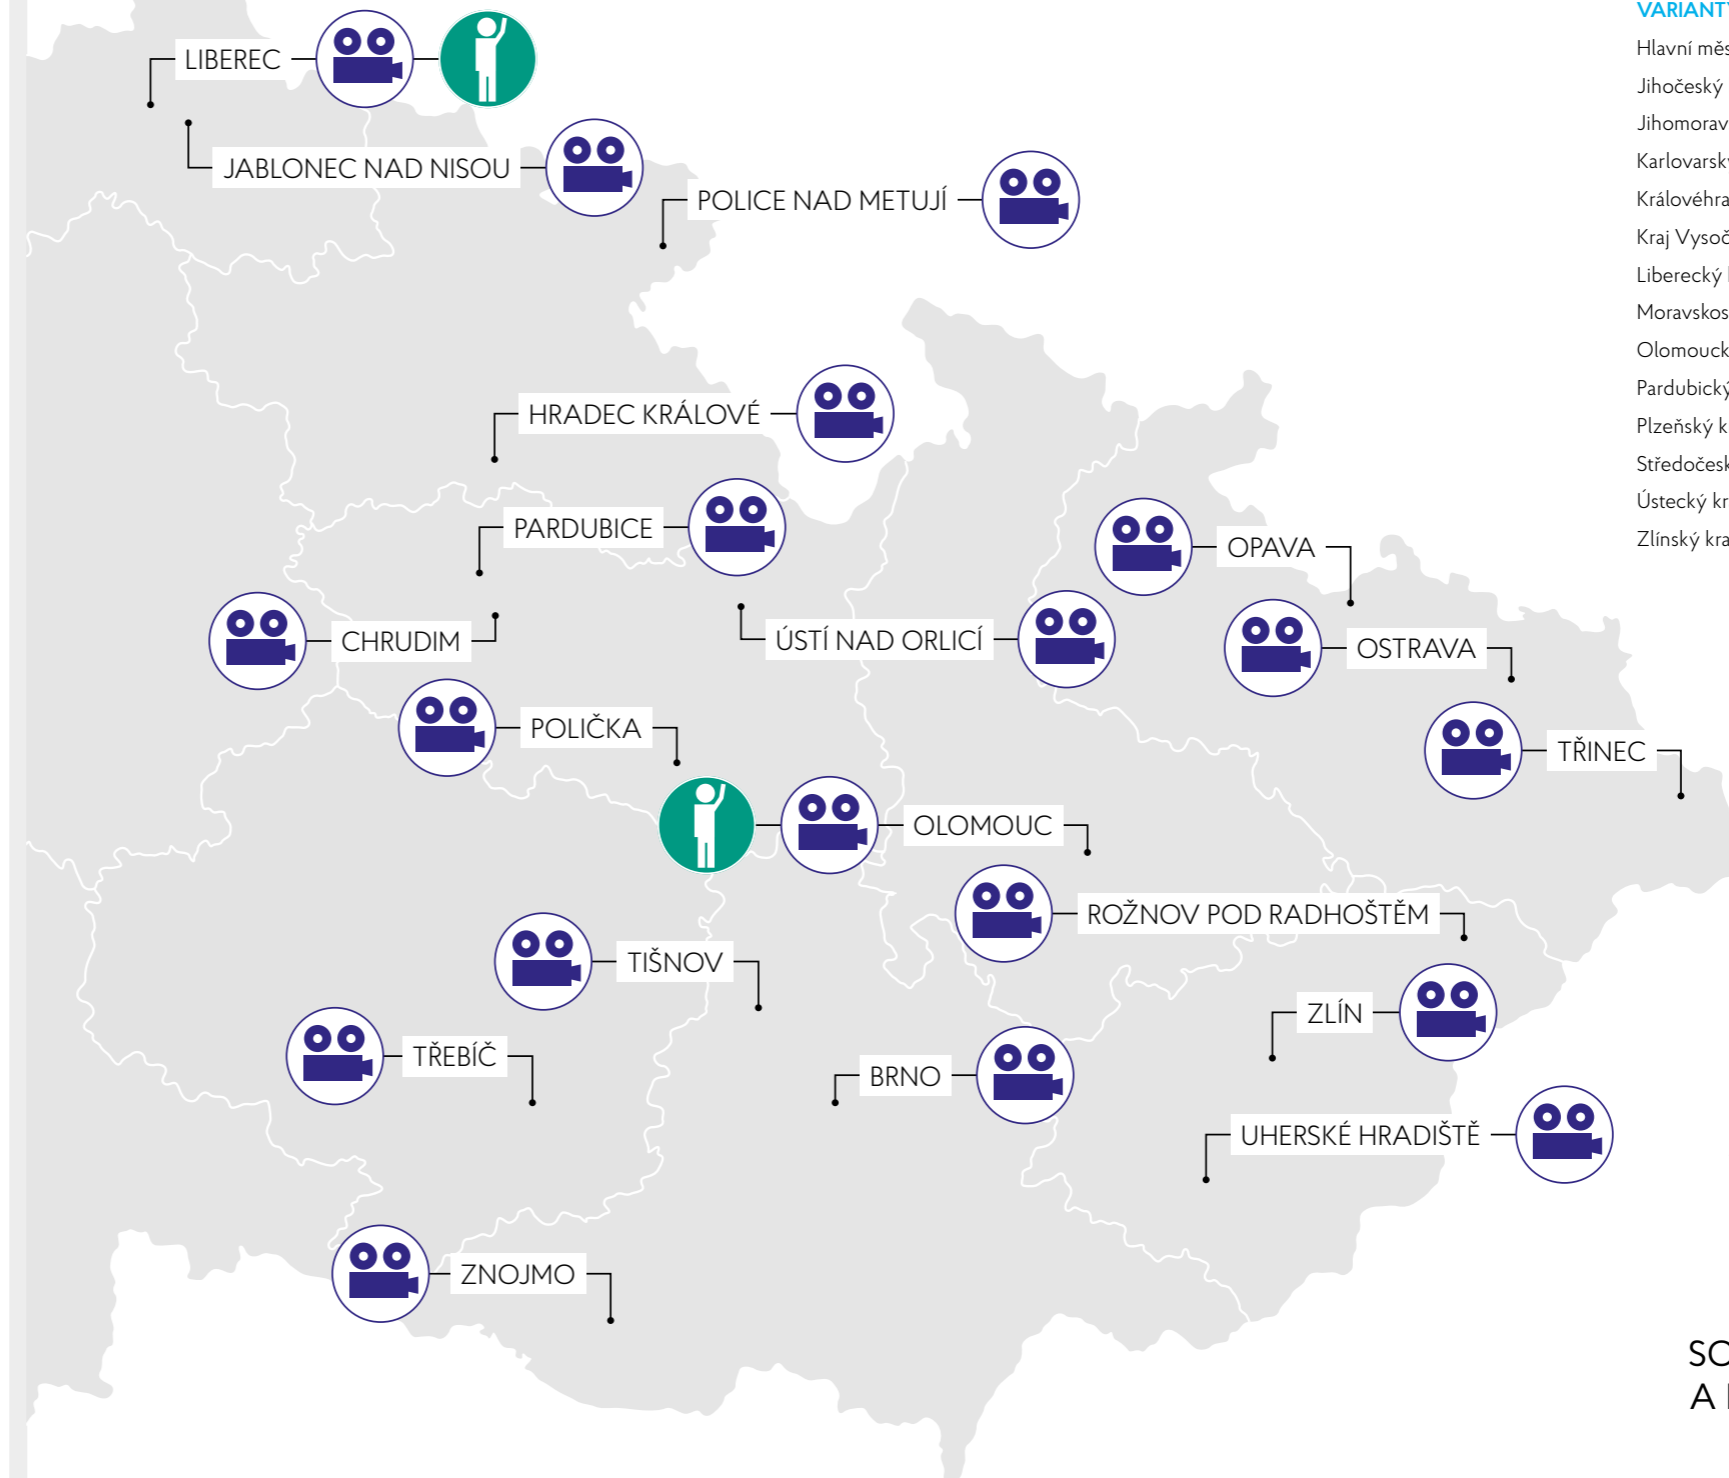 LIBEREC
JABLONEC NAD NISOU
POLICE NAD METUJÍ
HRADEC KRÁLOVÉ
PARDUBICE
OPAVA
CHRUDIM
ÚSTÍ NAD ORLICÍ
OSTRAVA
POLIČKA
TŘINEC
OLOMOUC
ROŽNOV POD RADHOŠTĚM
TIŠNOV
ZLÍN
TŘEBÍČ
BRNO
UHERSKÉ HRADIŠTĚ
ZNOJMO
VARIANTY
Hlavní měs
Jihočeský
Jihomorav
Karlovarsk
Královéhra
Kraj Vysoč
Liberecký
Moravskos
Olomouck
Pardubický
Plzeňský k
Středočesk
Ústecký kr
Zlínský kra
SO
A